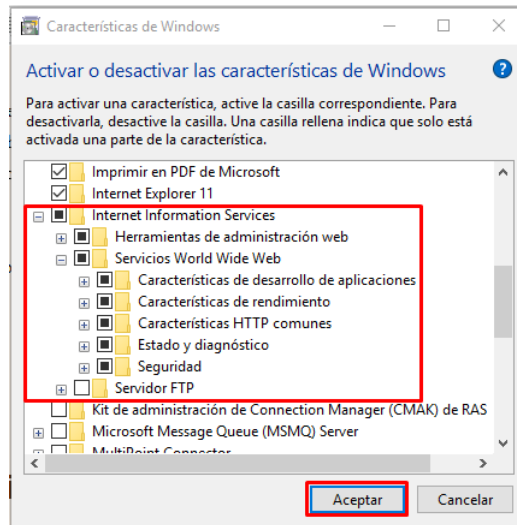 Características de Windows
Activar o desactivar las características de Windows
?
Para activar una característica, active la casilla correspondiente. Para
desactivarla, desactive la casilla. Una casilla rellena indica que solo está
activada una parte de la característica.
Imprimir en PDF de Microsoft
Internet Explorer 11
Internet Information Services
Herramientas de administración web
Servicios World Wide Web
Características de desarrollo de aplicaciones
Características de rendimiento
Características HTTP comunes
Estado y diagnóstico
Seguridad
Servidor FTP
Kit de administración de Connection Manager (CMAK) de RAS
Microsoft Message Queue (MSMQ) Server
MultiPoint Connector
Aceptar
Cancelar